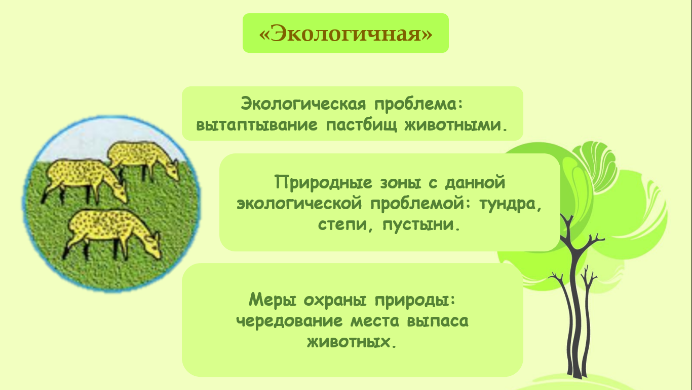 «Экологичная»
Экологическая проблема:
вытаптывание пастбищ животными.
Природные зоны с данной
экологической проблемой: тундра,
степи, пустыни.
Меры охраны природы:
чередование места выпаса
животных.